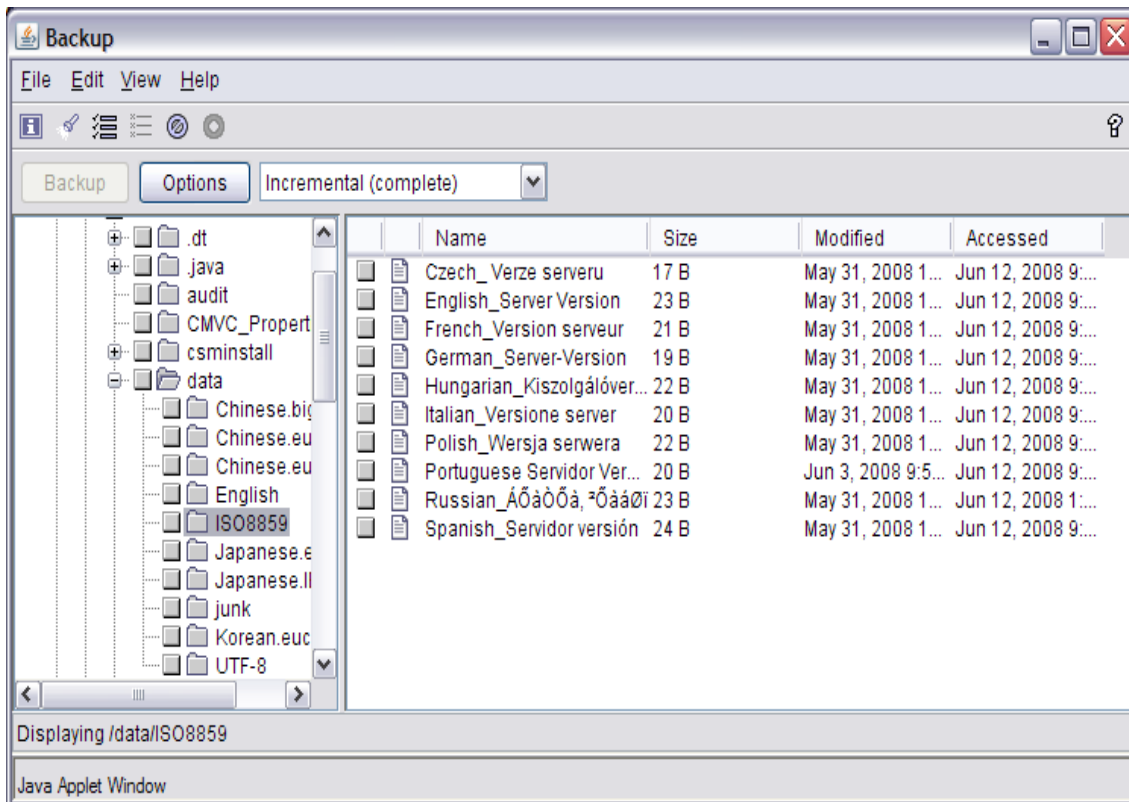 Backup
File Edit View Help
Backup Options Incremental (complete)
.dt
.java
audit
CMVC_Propert
csminstall
data
Chinese.big
Chinese.eu
Chinese.eu
English
ISO8859
Japanese.e
Japanese.II
junk
Korean.euc
UTF-8
Name Size Modified Accessed
Czech_ Verze serveru 17 B May 31, 2008 1... Jun 12, 2008 9:...
English_Server Version 23 B May 31, 2008 1... Jun 12, 2008 9:...
French_Version serveur 21 B May 31, 2008 1... Jun 12, 2008 9:...
German_Server-Version 19 B May 31, 2008 1... Jun 12, 2008 9:...
Hungarian_Kiszolgálóver... 22 B May 31, 2008 1... Jun 12, 2008 9:...
Italian_Versione server 20 B May 31, 2008 1... Jun 12, 2008 9:...
Polish_Wersja serwera 22 B May 31, 2008 1... Jun 12, 2008 9:...
Portuguese Servidor Ver... 20 B Jun 3, 2008 9:5... Jun 12, 2008 9:...
Russian_ÁŐàÒŐà, ²ŐàáØï 23 B May 31, 2008 1... Jun 12, 2008 1:...
Spanish_Servidor versión 24 B May 31, 2008 1... Jun 12, 2008 9:...
Displaying /data/ISO8859
Java Applet Window